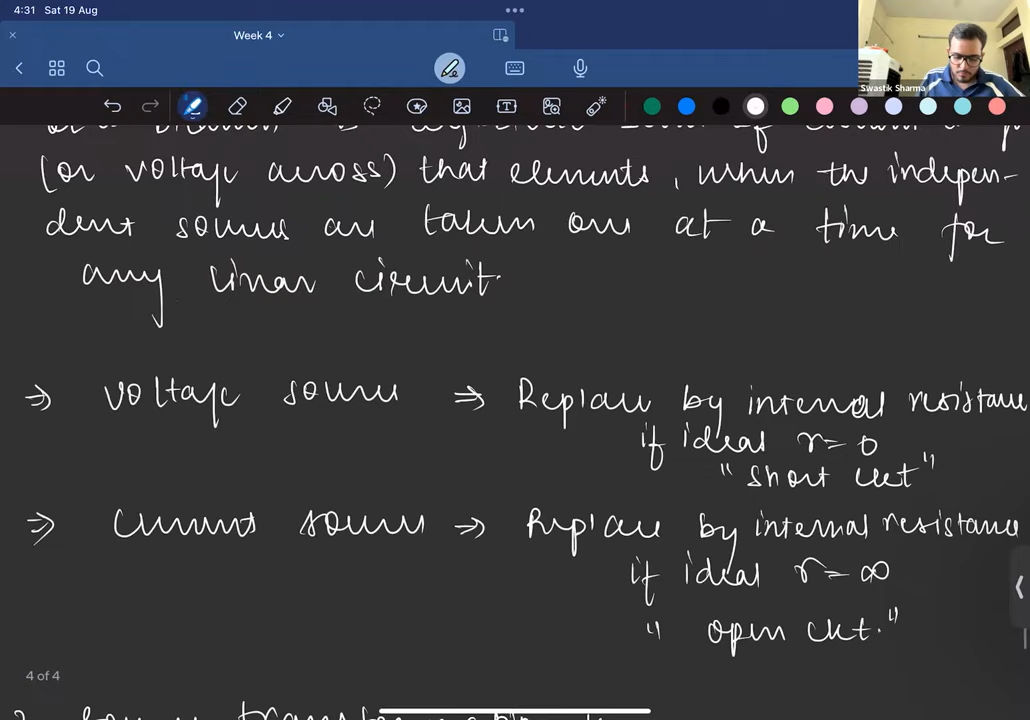 4:31 Sat 19 Aug
Week 4
Swastik Sharma
(or voltage across) that elements, when the indepen-
dent sources are taken one at a time for
any linear circuit.
⇒ voltage source ⇒ Replace by internal resistance
if ideal r = 0
"short ckt"
⇒ Current source ⇒ Replace by internal resistance
if ideal r = ∞
" open ckt."
4 of 4